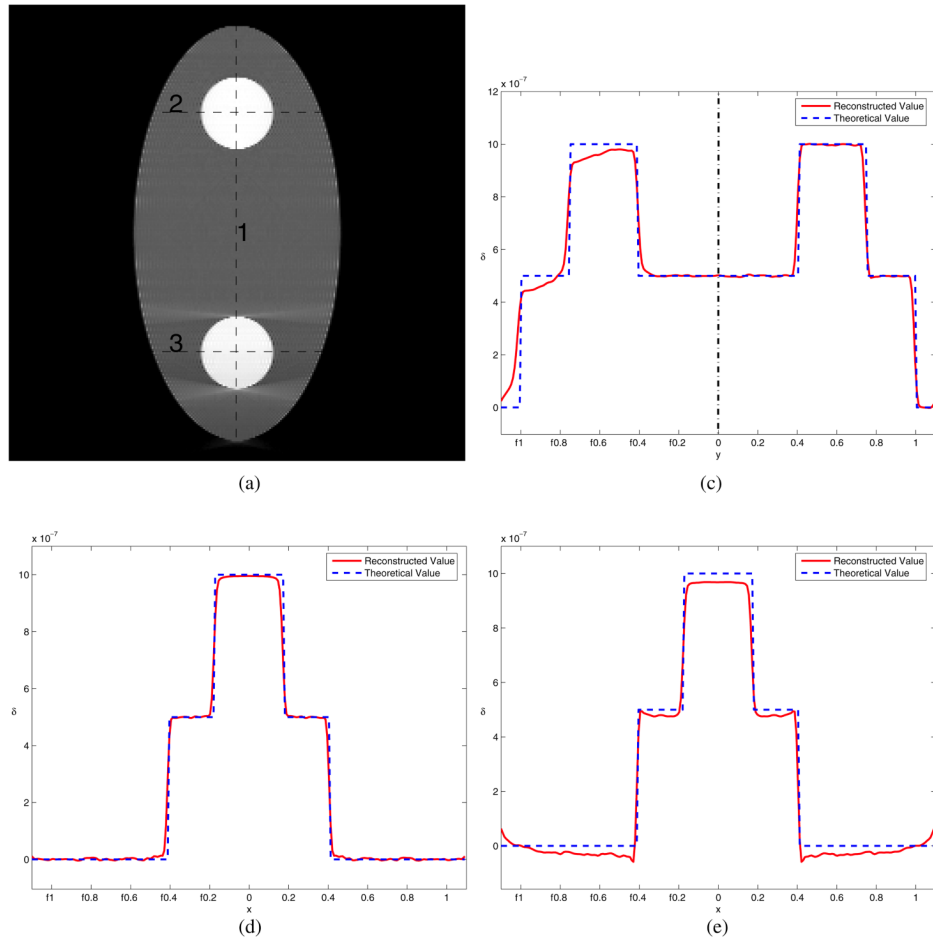 2
1
3
(a)
x 10⁻⁷
12
10
8
6
δ
4
2
0
Reconstructed Value
Theoretical Value
f1 f0.8 f0.6 f0.4 f0.2 0 0.2 0.4 0.6 0.8 1
y
(c)
x 10⁻⁷
10
8
6
δ
4
2
0
Reconstructed Value
Theoretical Value
f1 f0.8 f0.6 f0.4 f0.2 0 0.2 0.4 0.6 0.8 1
x
(d)
x 10⁻⁷
10
8
6
δ
4
2
0
Reconstructed Value
Theoretical Value
f1 f0.8 f0.6 f0.4 f0.2 0 0.2 0.4 0.6 0.8 1
x
(e)